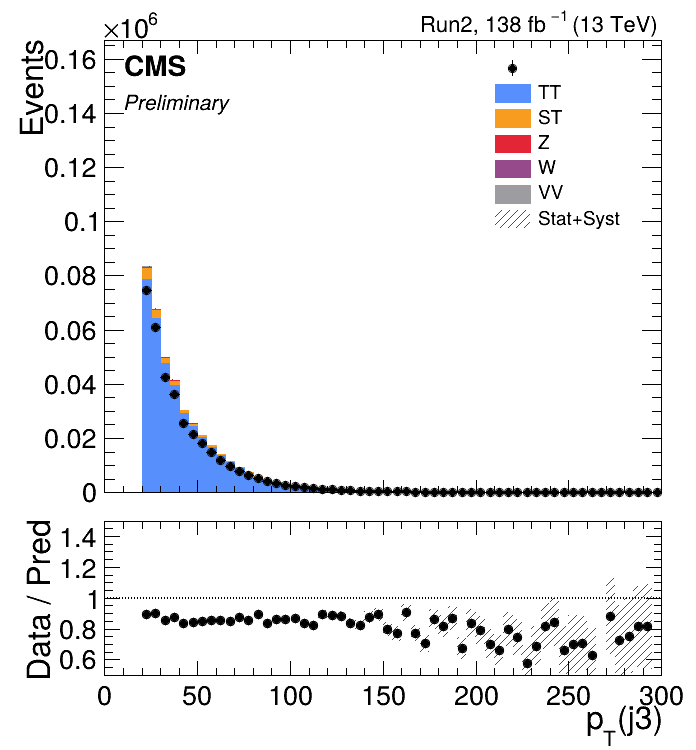 ×10⁶
Run2, 138 fb⁻¹ (13 TeV)
Events
CMS
Preliminary
TT
ST
Z
W
VV
Stat+Syst
0.16
0.14
0.12
0.1
0.08
0.06
0.04
0.02
0
Data / Pred
1.4
1.2
1
0.8
0.6
0 50 100 150 200 250 300
p_T(j3)